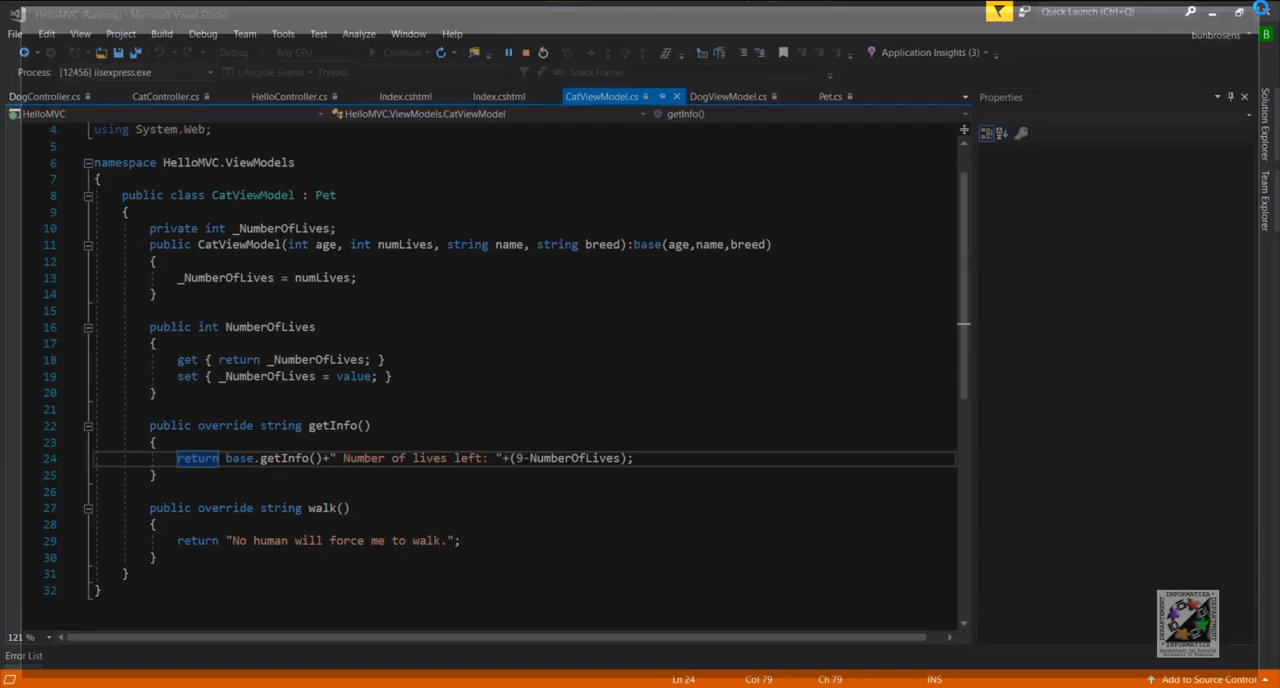 HelloMVC (Running) - Microsoft Visual Studio
Quick Launch (Ctrl+Q)
File Edit View Project Build Debug Team Tools Test Analyze Window Help
bunbrosens B
Debug Any CPU Continue Application Insights (3)
Process: [12456] iisexpress.exe Lifecycle Events Thread: Stack Frame:
DogController.cs CatController.cs HelloController.cs Index.cshtml Index.cshtml CatViewModel.cs DogViewModel.cs Pet.cs Properties
HelloMVC HelloMVC.ViewModels.CatViewModel getInfo()
Solution Explorer
Team Explorer
4 using System.Web;
5
6 namespace HelloMVC.ViewModels
7 {
8 public class CatViewModel : Pet
9 {
10 private int _NumberOfLives;
11 public CatViewModel(int age, int numLives, string name, string breed):base(age,name,breed)
12 {
13 _NumberOfLives = numLives;
14 }
15
16 public int NumberOfLives
17 {
18 get { return _NumberOfLives; }
19 set { _NumberOfLives = value; }
20 }
21
22 public override string getInfo()
23 {
24 return base.getInfo()+" Number of lives left: "+(9-NumberOfLives);
25 }
26
27 public override string walk()
28 {
29 return "No human will force me to walk.";
30 }
31 }
32 }
INFORMATIKA
DEPARTEMENT
DEPARTMENT
INFORMATICS
121 %
Error List
Ln 24 Col 79 Ch 79 INS Add to Source Control